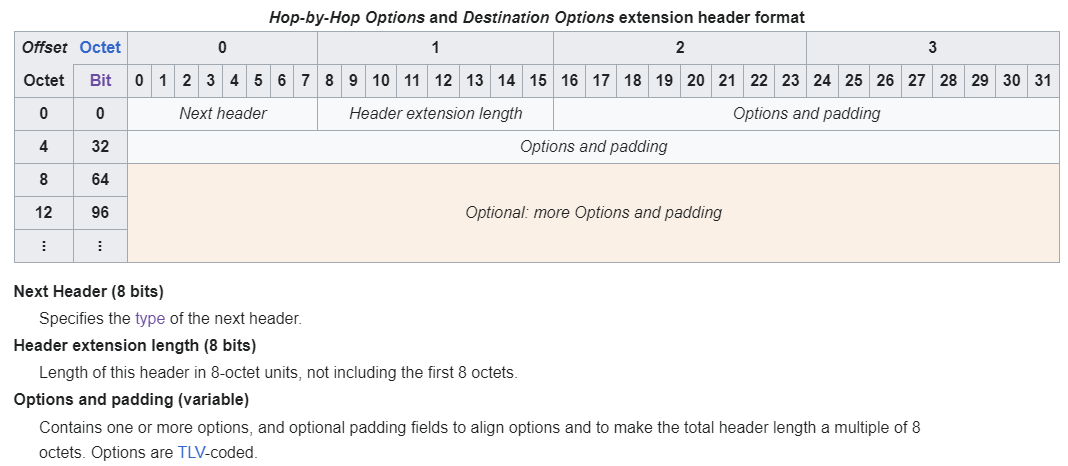 Hop-by-Hop Options and Destination Options extension header format
Offset Octet 0 1 2 3
Octet Bit 0 1 2 3 4 5 6 7 8 9 10 11 12 13 14 15 16 17 18 19 20 21 22 23 24 25 26 27 28 29 30 31
0 0 Next header Header extension length Options and padding
4 32 Options and padding
8 64
12 96 Optional: more Options and padding
⋮ ⋮
Next Header (8 bits)
Specifies the type of the next header.
Header extension length (8 bits)
Length of this header in 8-octet units, not including the first 8 octets.
Options and padding (variable)
Contains one or more options, and optional padding fields to align options and to make the total header length a multiple of 8
octets. Options are TLV-coded.